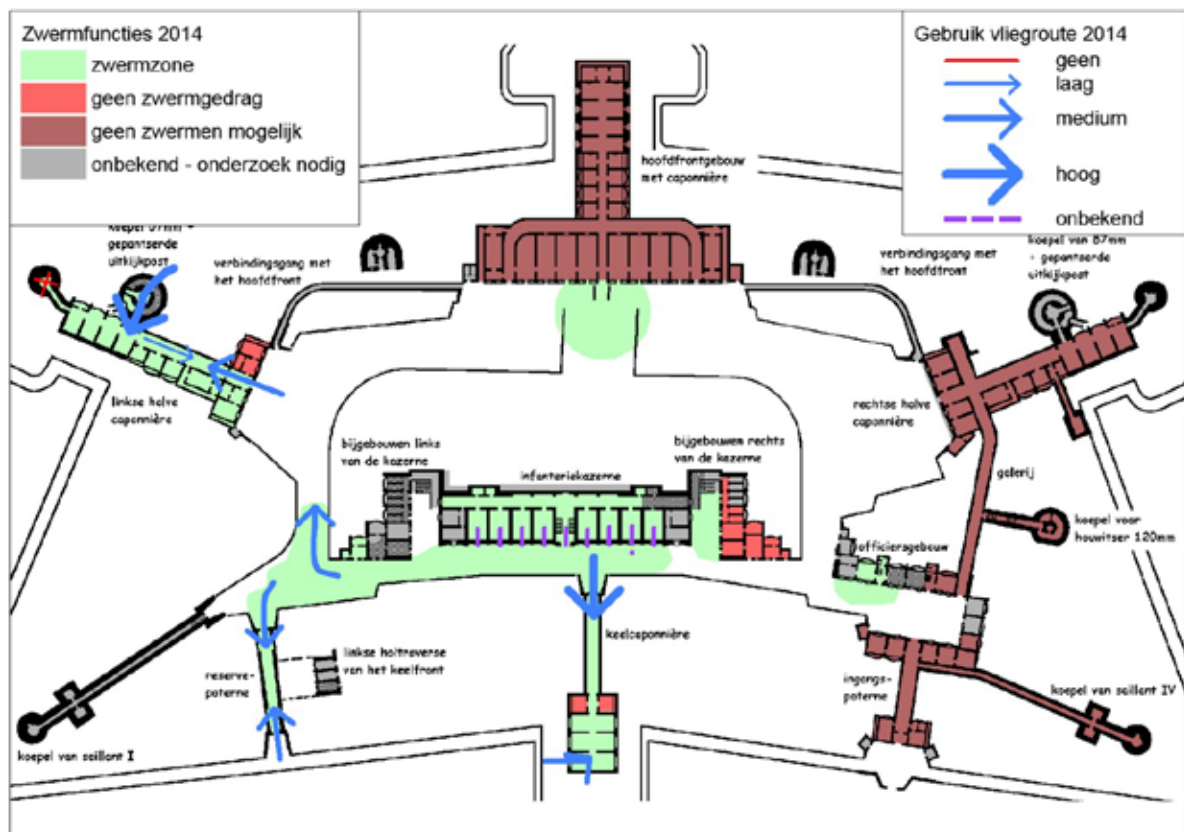 Zwermfuncties 2014
zwermzone
geen zwermgedrag
geen zwermen mogelijk
onbekend - onderzoek nodig
Gebruik vliegroute 2014
geen
laag
medium
hoog
onbekend
hoofdfrontgebouw
met caponnière
koepel 57mm -
gepantserde
uitkijkpost
verbindingsgang met
het hoofdfront
verbindingsgang met
het hoofdfront
koepel van 57mm
- gepantserde
uitkijkpost
linkse halve
caponnière
rechtse halve
caponnière
bijgebouwen links
van de kazerne
infanteriekazerne
bijgebouwen rechts
van de kazerne
galerij
koepel voor
houwitser 120mm
officiersgebouw
keelcaponnière
linkse holtraverse
van het keelfront
reserve-
poterne
ingangs-
poterne
koepel van saillant IV
koepel van saillant I